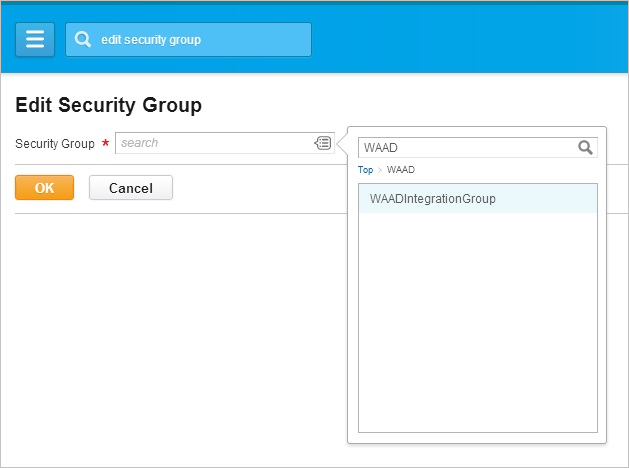 edit security group
Edit Security Group
Security Group * search
OK Cancel
WAAD
Top > WAAD
WAADIntegrationGroup